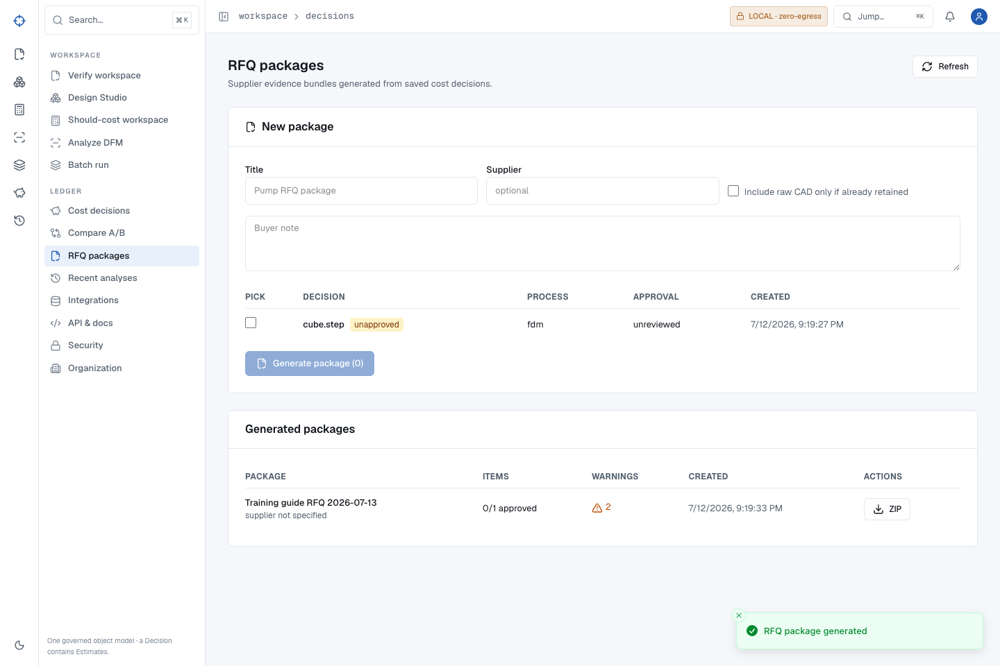 Search...
⌘ K
WORKSPACE
Verify workspace
Design Studio
Should-cost workspace
Analyze DFM
Batch run
LEDGER
Cost decisions
Compare A/B
RFQ packages
Recent analyses
Integrations
API & docs
Security
Organization
One governed object model · a Decision
contains Estimates.
workspace > decisions
LOCAL · zero-egress
Jump...
⌘K
RFQ packages
Supplier evidence bundles generated from saved cost decisions.
Refresh
New package
Title
Supplier
Pump RFQ package
optional
Include raw CAD only if already retained
Buyer note
PICK DECISION PROCESS APPROVAL CREATED
cube.step unapproved fdm unreviewed 7/12/2026, 9:19:27 PM
Generate package (0)
Generated packages
PACKAGE ITEMS WARNINGS CREATED ACTIONS
Training guide RFQ 2026-07-13
supplier not specified
0/1 approved
2
7/12/2026, 9:19:33 PM
ZIP
RFQ package generated